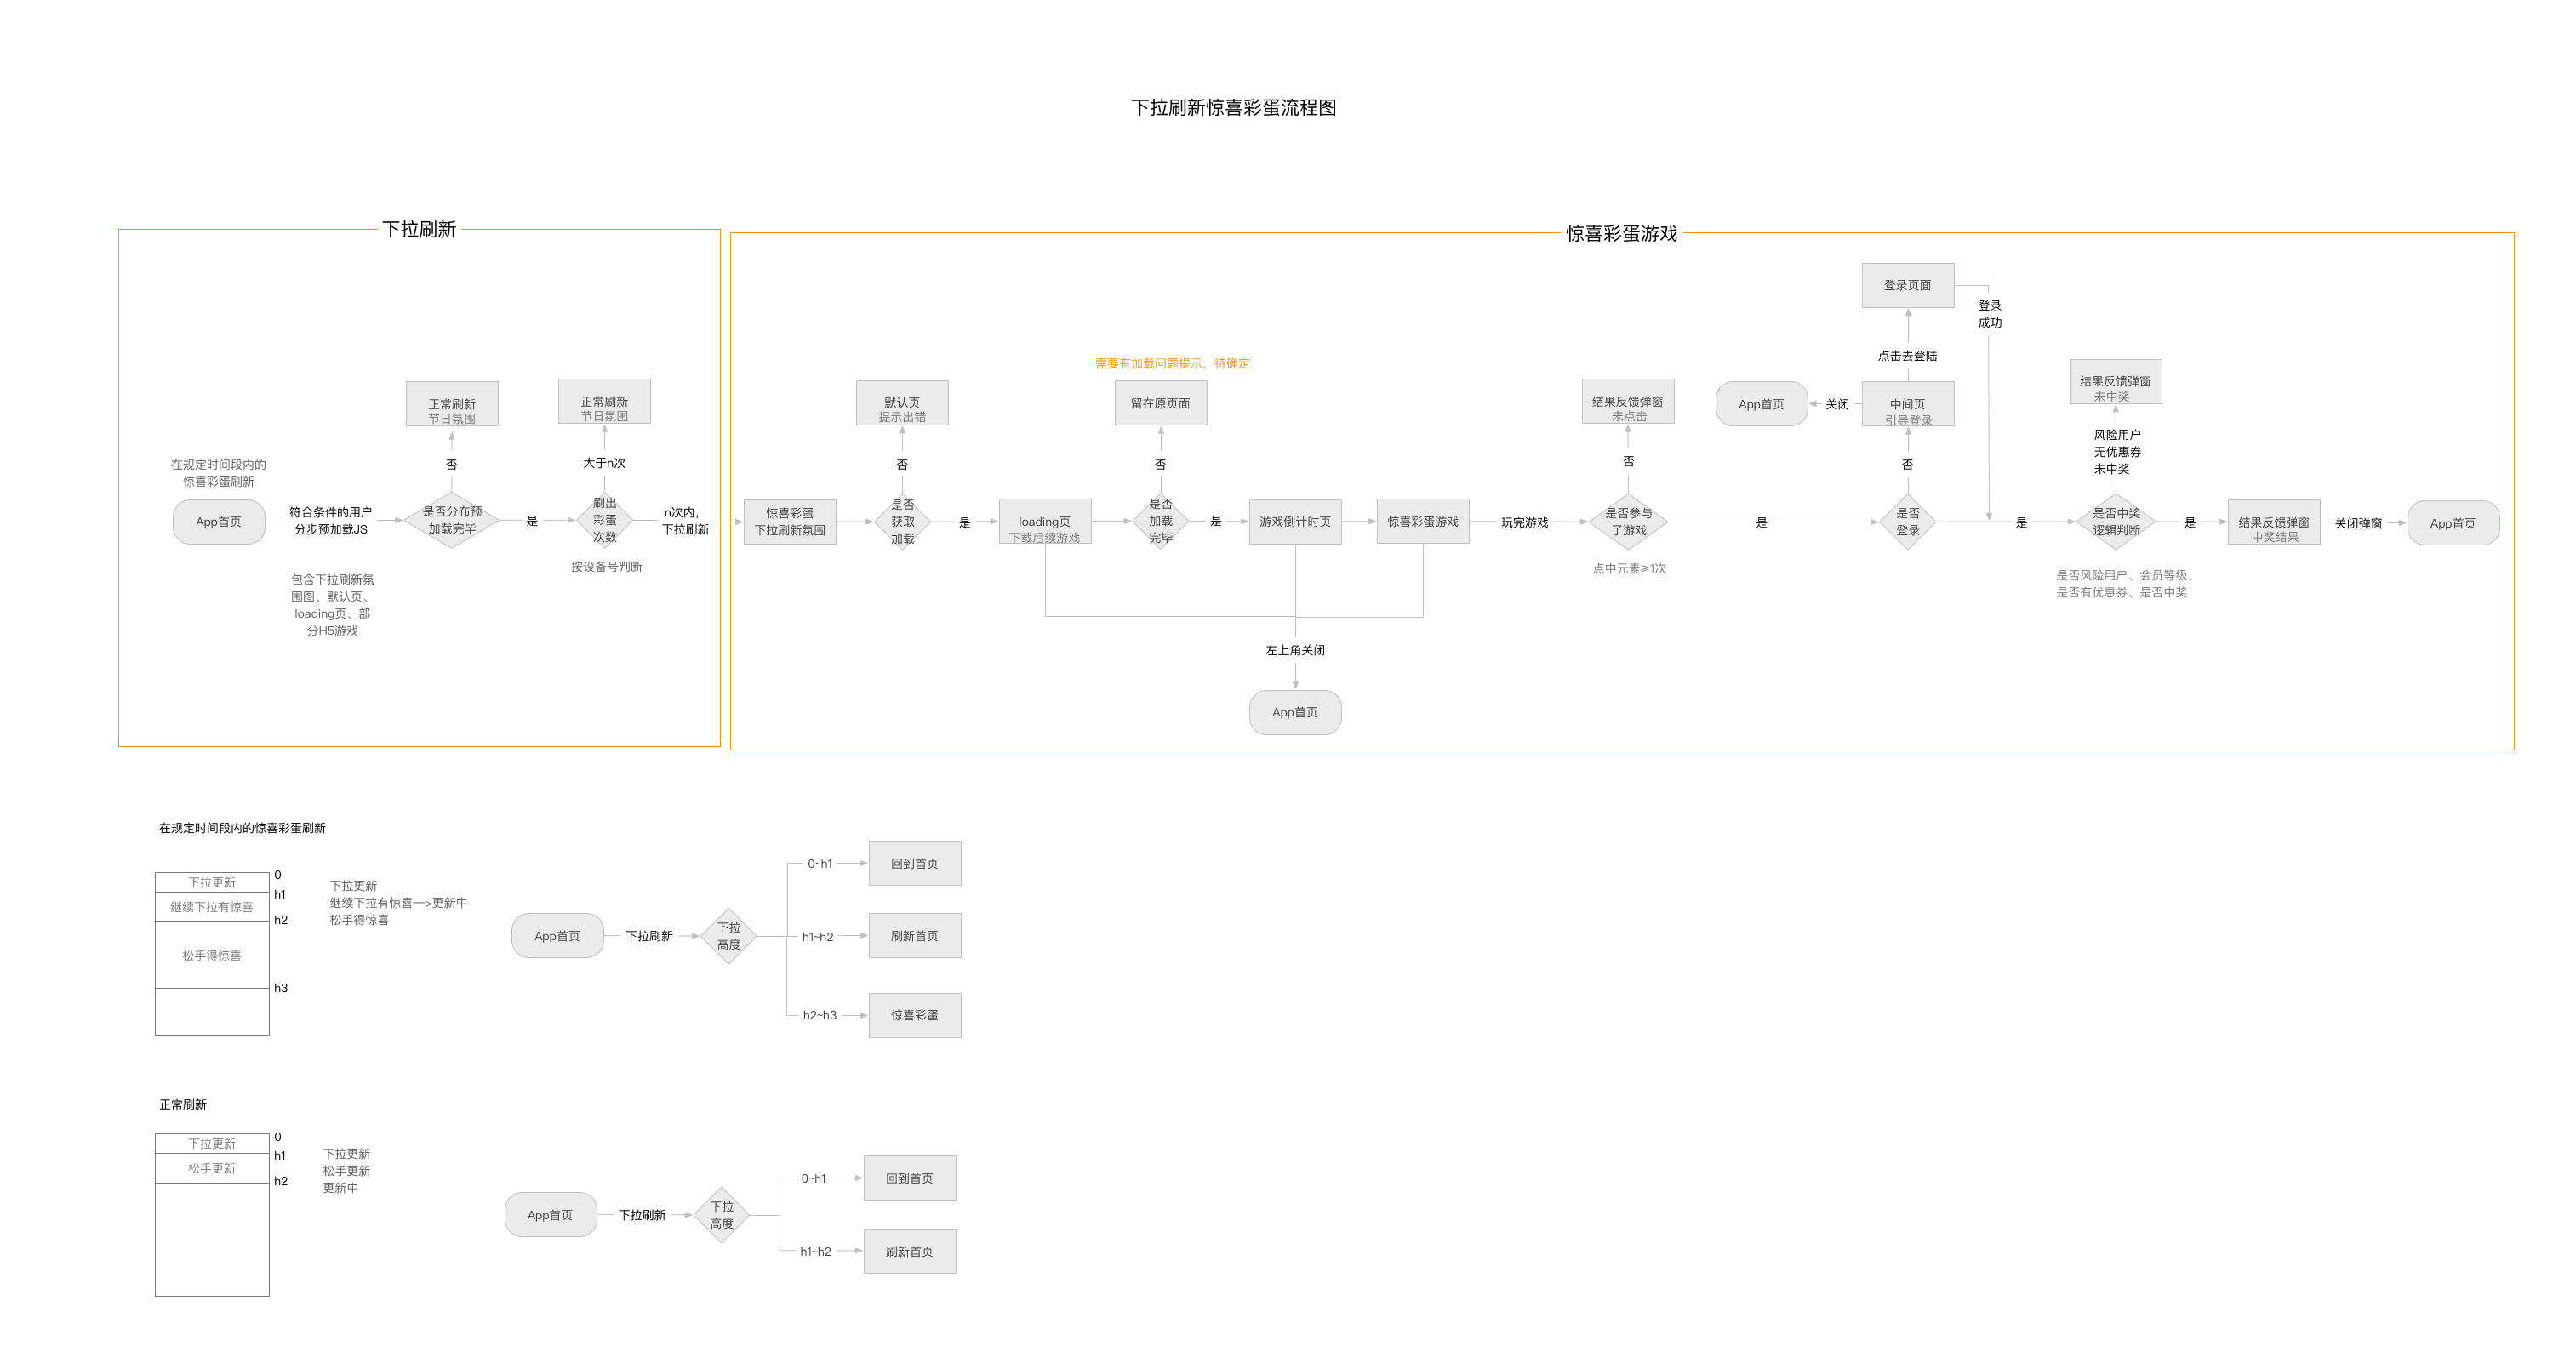 下拉刷新惊喜彩蛋流程图
下拉刷新
在规定时间段内的
惊喜彩蛋刷新
App首页
符合条件的用户
分步预加载JS
包含下拉刷新氛
围图、默认页、
loading页、部
分H5游戏
正常刷新
节日氛围
否
是否分布预
加载完毕
是
正常刷新
节日氛围
大于n次
刷出
彩蛋
次数
按设备号判断
n次内，
下拉刷新
惊喜彩蛋游戏
惊喜彩蛋
下拉刷新氛围
默认页
提示出错
否
是否
获取
加载
是
loading页
下载后续游戏
需要有加载问题提示，待确定
留在原页面
否
是否
加载
完毕
是
游戏倒计时页
惊喜彩蛋游戏
左上角关闭
App首页
玩完游戏
结果反馈弹窗
未点击
否
是否参与
了游戏
点中元素≥1次
是
登录页面
登录
成功
点击去登陆
App首页
关闭
中间页
引导登录
否
是否
登录
是
结果反馈弹窗
未中奖
风险用户
无优惠券
未中奖
是否中奖
逻辑判断
是否风险用户、会员等级、
是否有优惠券、是否中奖
是
结果反馈弹窗
中奖结果
关闭弹窗
App首页
在规定时间段内的惊喜彩蛋刷新
下拉更新
继续下拉有惊喜
松手得惊喜
0
h1
h2
h3
下拉更新
继续下拉有惊喜—>更新中
松手得惊喜
App首页
下拉刷新
下拉
高度
0~h1
回到首页
h1~h2
刷新首页
h2~h3
惊喜彩蛋
正常刷新
下拉更新
松手更新
0
h1
h2
下拉更新
松手更新
更新中
App首页
下拉刷新
下拉
高度
0~h1
回到首页
h1~h2
刷新首页